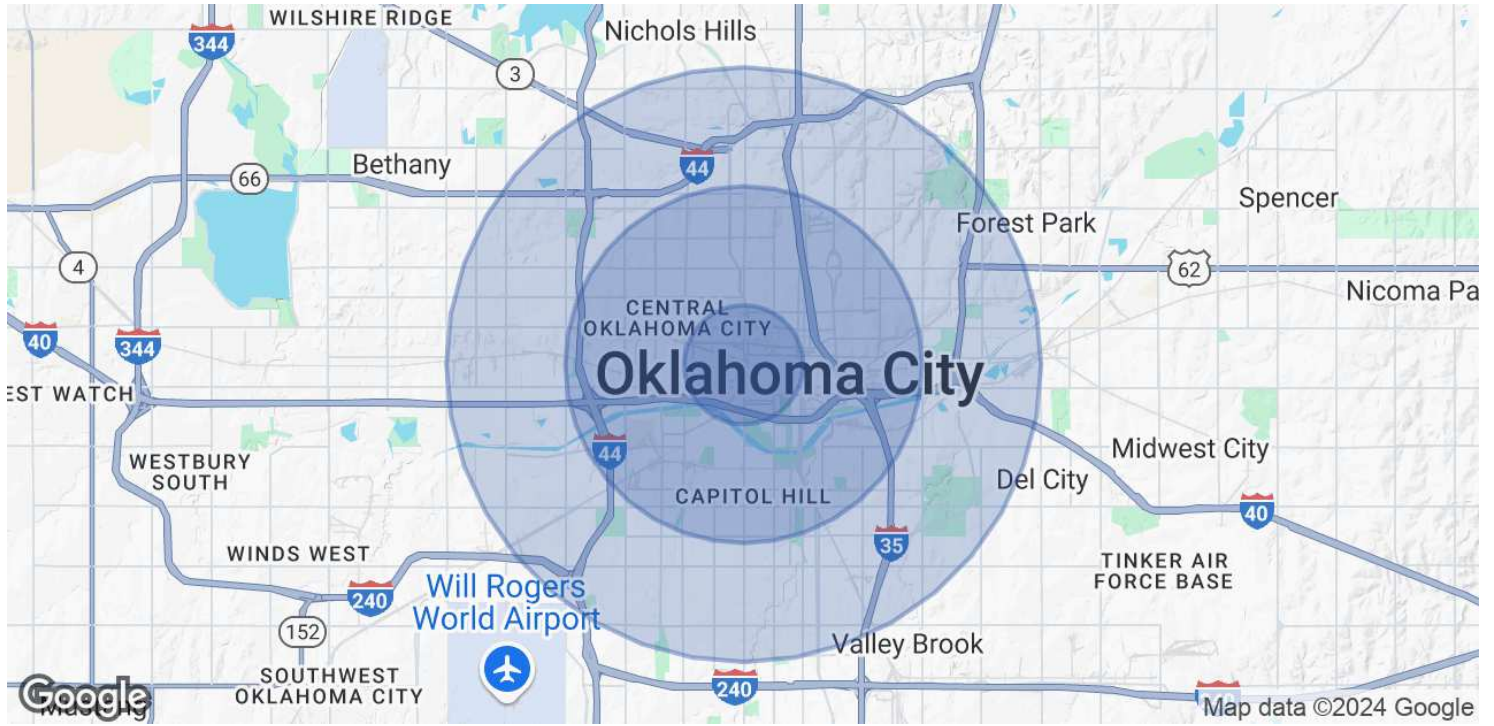 WILSHIRE RIDGE
Nichols Hills
344
3
Bethany
44
66
Spencer
Forest Park
4
62
Nicoma Pa
CENTRAL
OKLAHOMA CITY
40
344
Oklahoma City
EST WATCH
Midwest City
44
WESTBURY
SOUTH
Del City
CAPITOL HILL
40
35
WINDS WEST
TINKER AIR
FORCE BASE
Will Rogers
World Airport
240
152
Valley Brook
SOUTHWEST
OKLAHOMA CITY
240
Google
Map data ©2024 Google